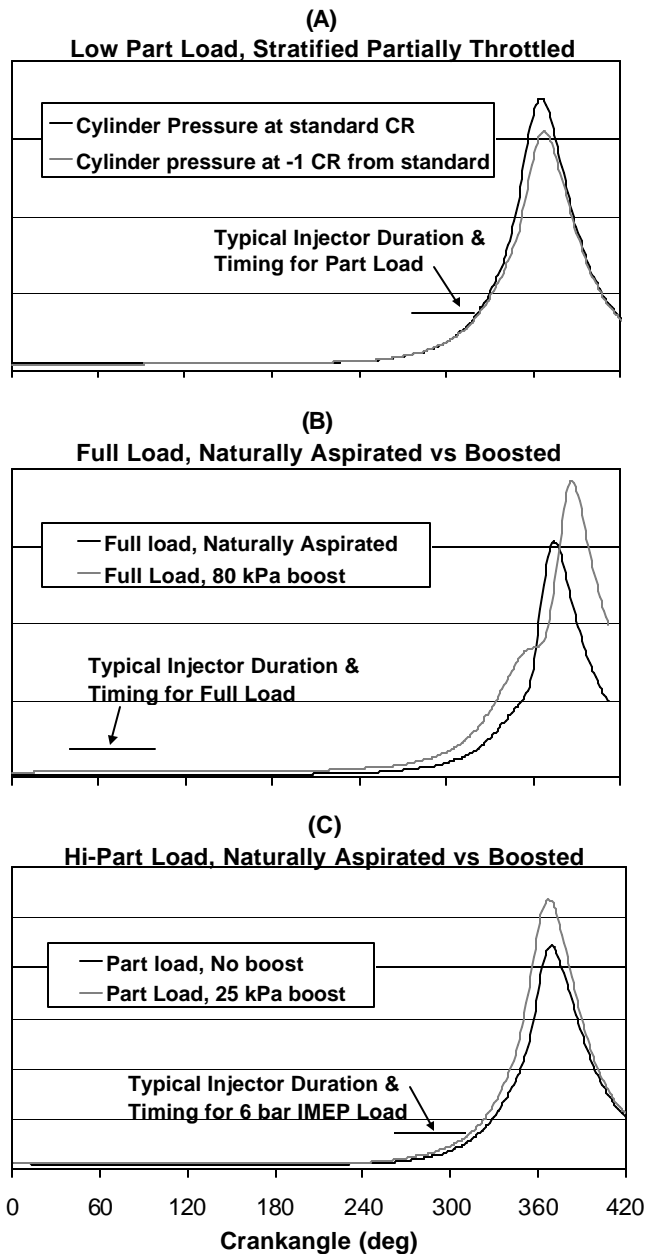 (A)
Low Part Load, Stratified Partially Throttled
Cylinder Pressure at standard CR
Cylinder pressure at -1 CR from standard
Typical Injector Duration &
Timing for Part Load
(B)
Full Load, Naturally Aspirated vs Boosted
Full load, Naturally Aspirated
Full Load, 80 kPa boost
Typical Injector Duration &
Timing for Full Load
(C)
Hi-Part Load, Naturally Aspirated vs Boosted
Part load, No boost
Part Load, 25 kPa boost
Typical Injector Duration &
Timing for 6 bar IMEP Load
0 60 120 180 240 300 360 420
Crankangle (deg)